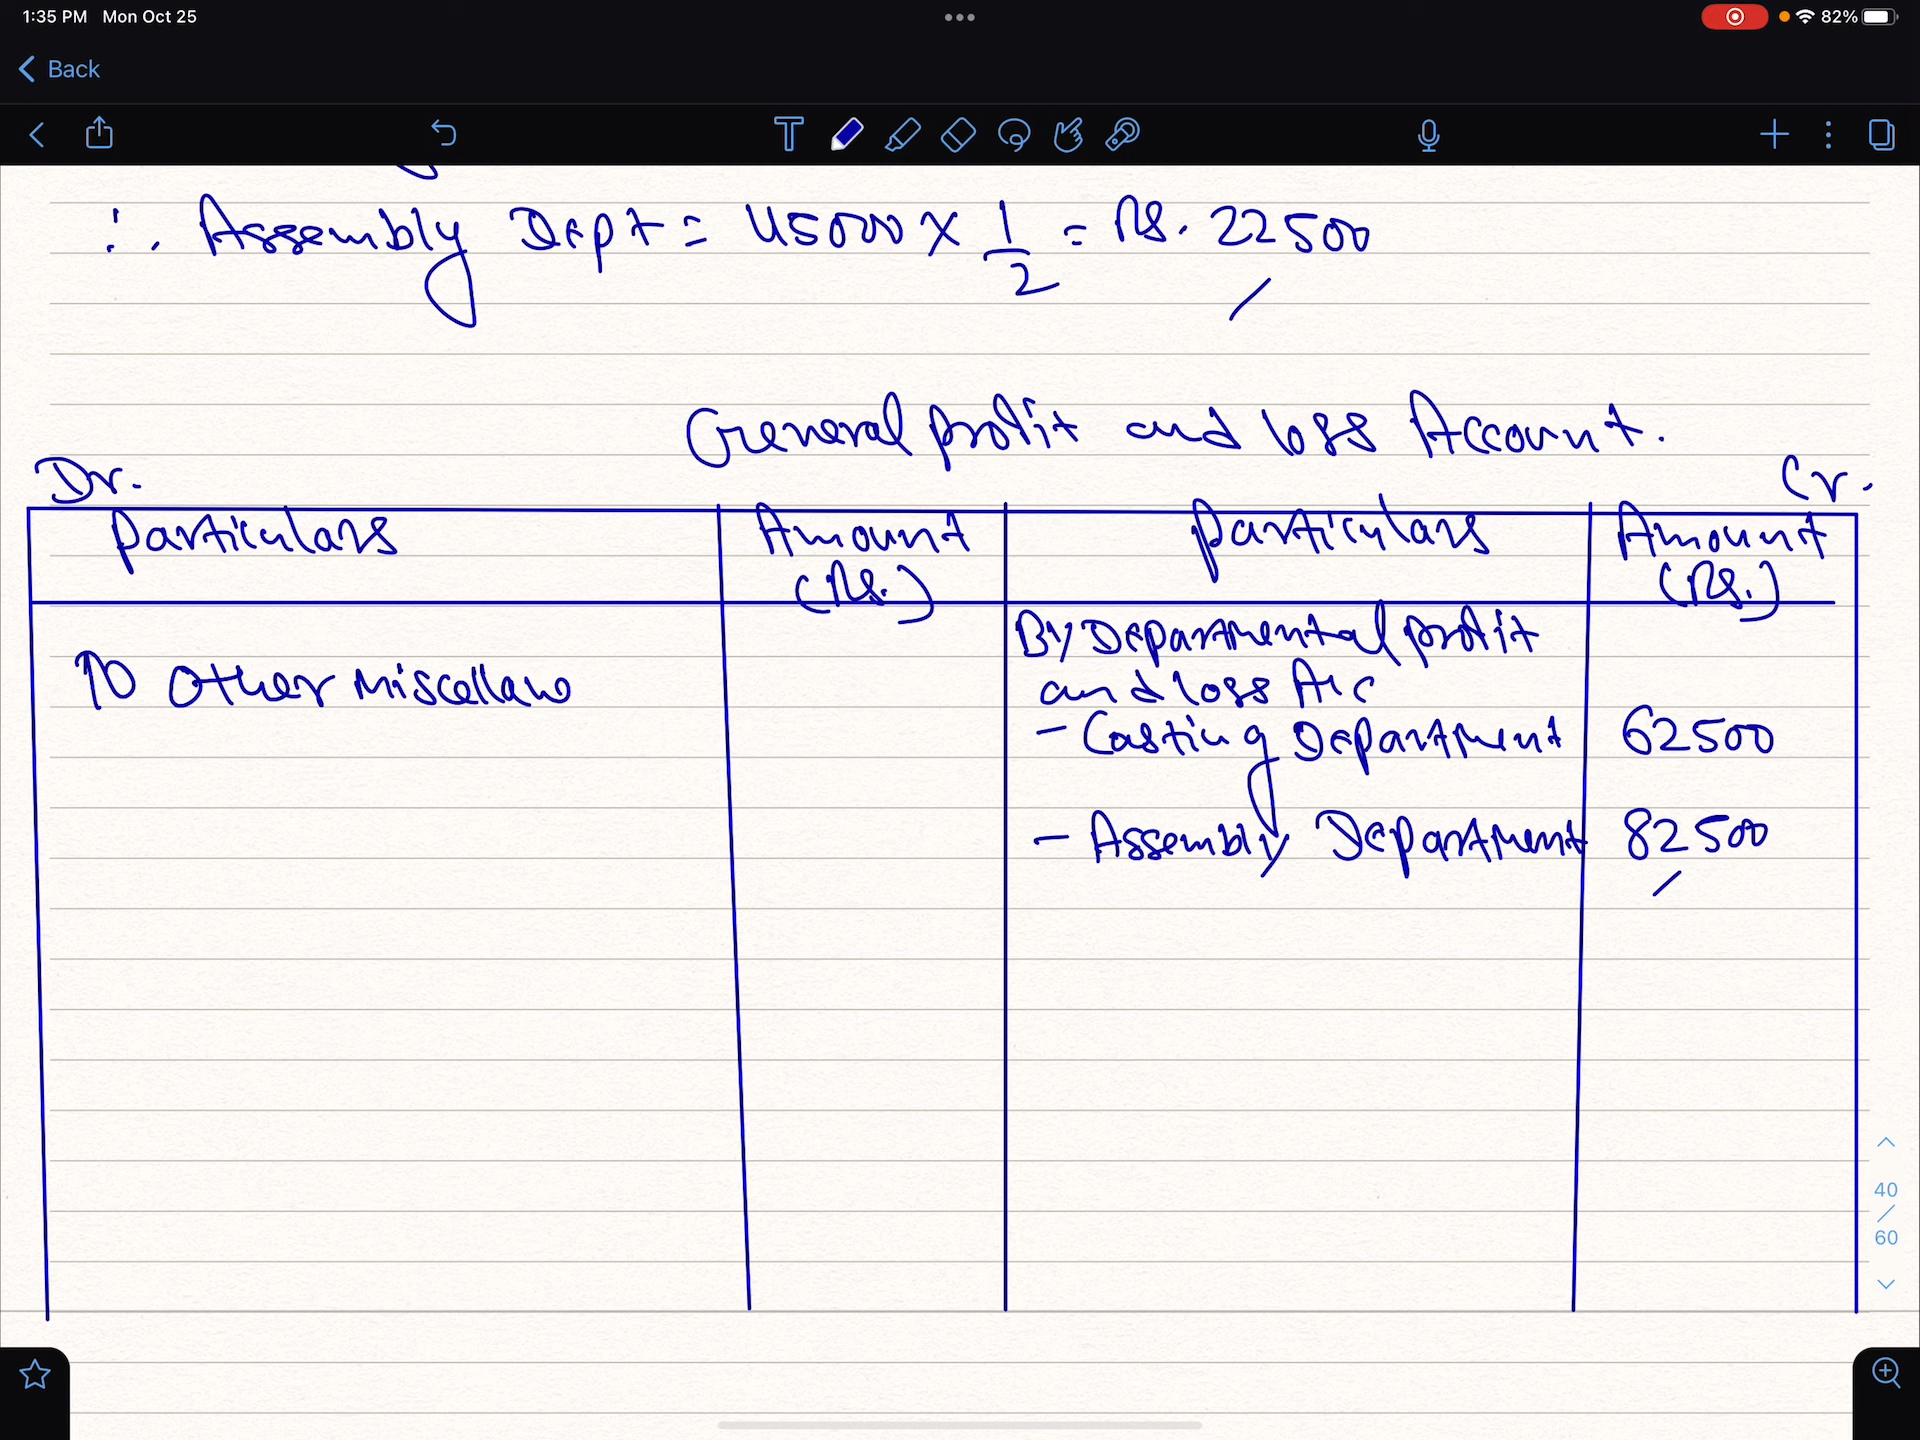 1:35 PM Mon Oct 25
82%
Back
∴ Assembly Dept = 45000 × 1/2 = Rs. 22500
General profit and loss Account.
Dr.
Cr.
particulars Amount (Rs.) particulars Amount (Rs.)
By Departmental profit
and loss A/c
To Other Miscellane
- Casting Department 62500
- Assembly Department 82500
40
/
60